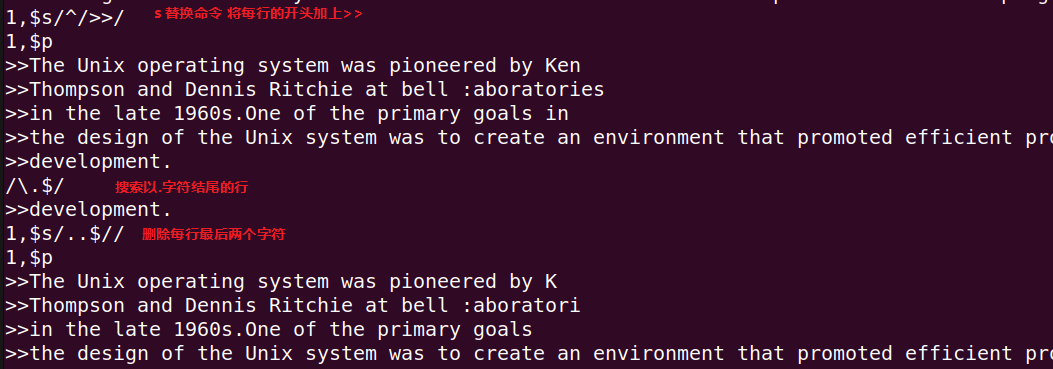 1,$s/^/>>/ s 替换命令 将每行的开头加上>>
1,$p
>>The Unix operating system was pioneered by Ken
>>Thompson and Dennis Ritchie at bell :aboratories
>>in the late 1960s.One of the primary goals in
>>the design of the Unix system was to create an environment that promoted efficient pro
>>development.
/\.$/ 搜索以.字符结尾的行
>>development.
1,$s/..$// 删除每行最后两个字符
1,$p
>>The Unix operating system was pioneered by K
>>Thompson and Dennis Ritchie at bell :aboratori
>>in the late 1960s.One of the primary goals
>>the design of the Unix system was to create an environment that promoted efficient pro